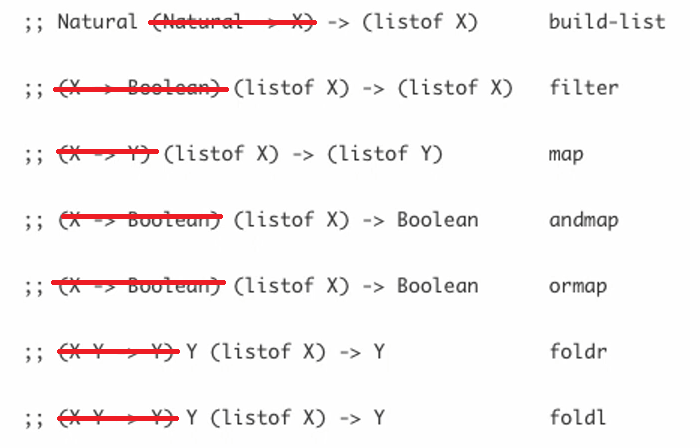 ;; Natural (Natural -> X) -> (listof X) build-list
;; (X -> Boolean) (listof X) -> (listof X) filter
;; (X -> Y) (listof X) -> (listof Y) map
;; (X -> Boolean) (listof X) -> Boolean andmap
;; (X -> Boolean) (listof X) -> Boolean ormap
;; (X Y -> Y) Y (listof X) -> Y foldr
;; (X Y -> Y) Y (listof X) -> Y foldl